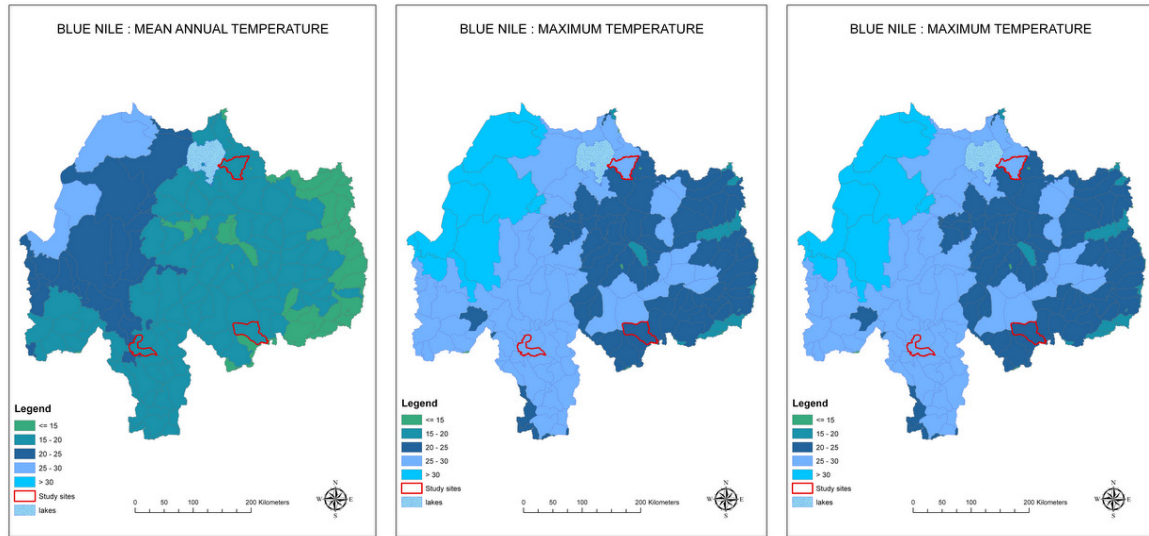 BLUE NILE : MEAN ANNUAL TEMPERATURE
Legend
<= 15
15 - 20
20 - 25
25 - 30
> 30
Study sites
lakes
0 50 100 200 Kilometers
N
W E
S
BLUE NILE : MAXIMUM TEMPERATURE
Legend
<= 15
15 - 20
20 - 25
25 - 30
> 30
Study sites
lakes
0 50 100 200 Kilometers
N
W E
S
BLUE NILE : MAXIMUM TEMPERATURE
Legend
<= 15
15 - 20
20 - 25
25 - 30
> 30
Study sites
lakes
0 50 100 200 Kilometers
N
W E
S